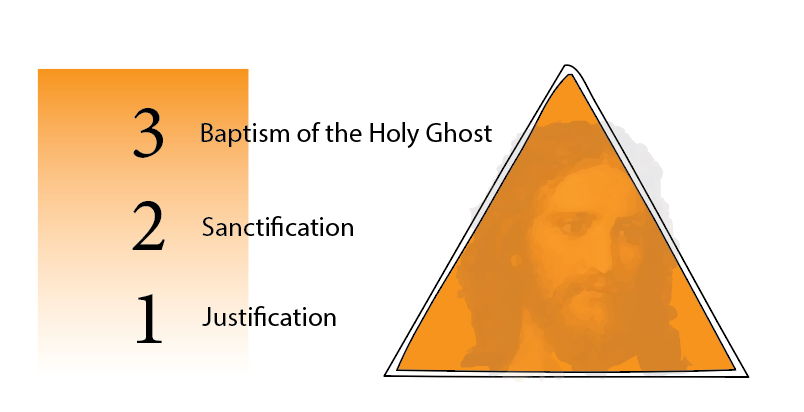 3 Baptism of the Holy Ghost
2 Sanctification
1 Justification